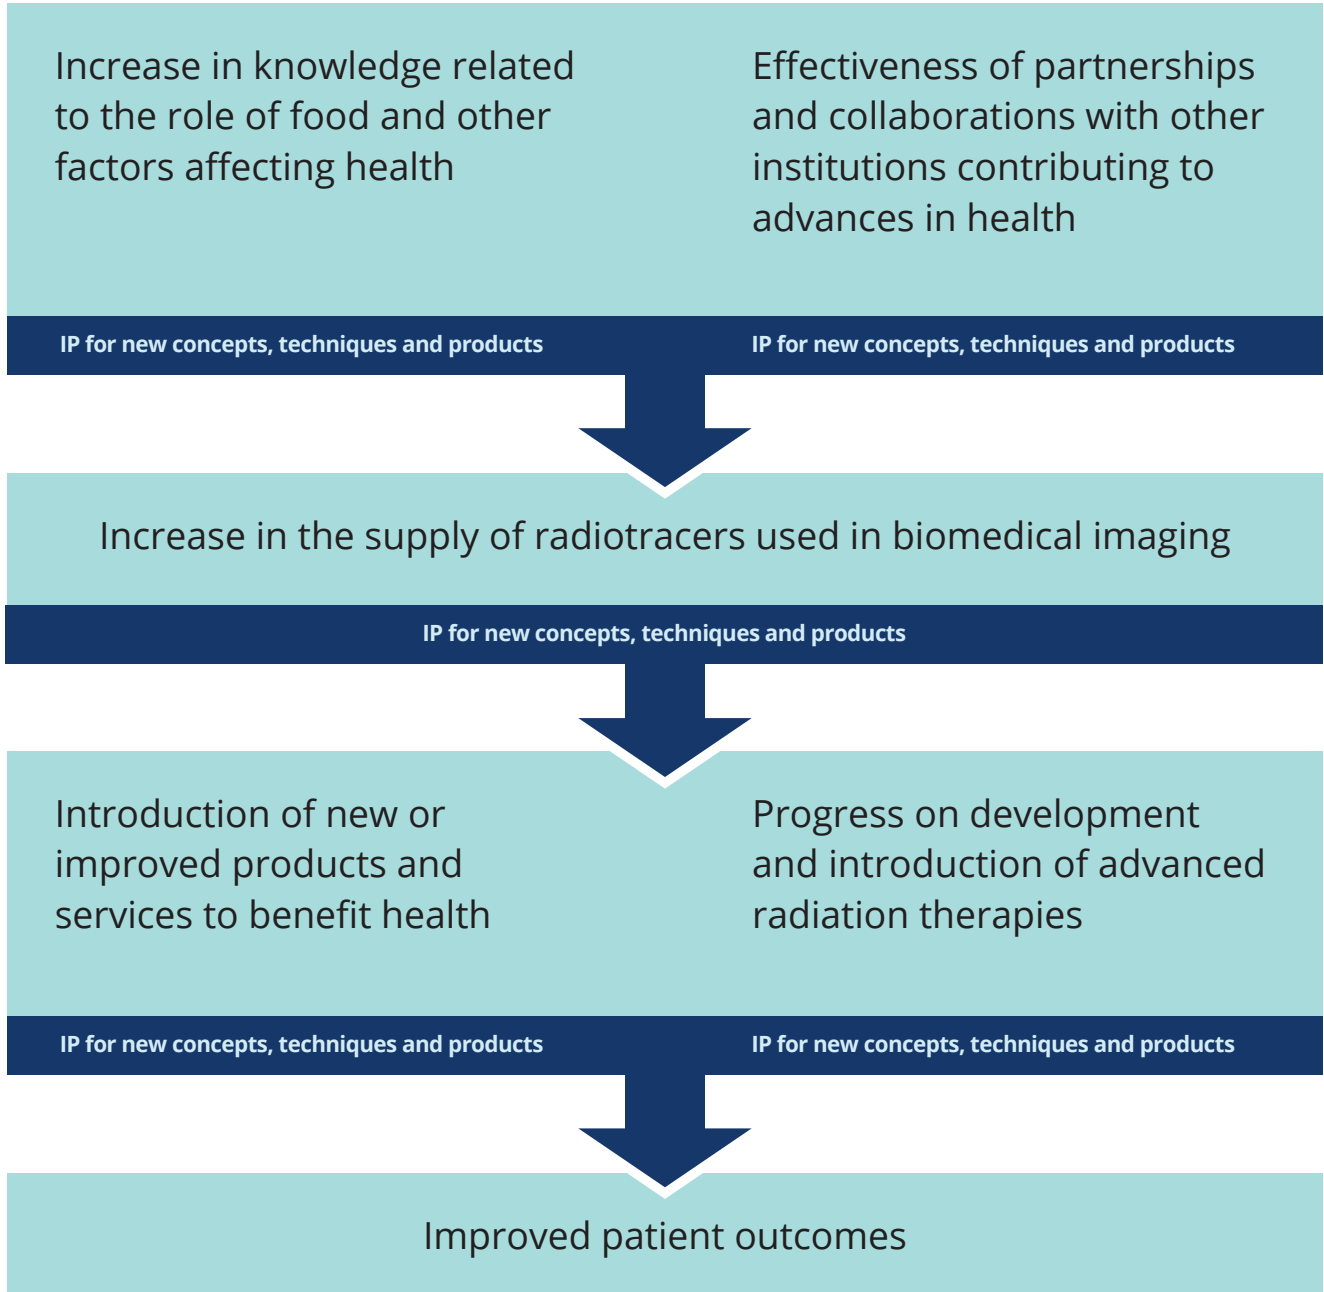 Increase in knowledge related
to the role of food and other
factors affecting health
Effectiveness of partnerships
and collaborations with other
institutions contributing to
advances in health
IP for new concepts, techniques and products
IP for new concepts, techniques and products
Increase in the supply of radiotracers used in biomedical imaging
IP for new concepts, techniques and products
Introduction of new or
improved products and
services to benefit health
Progress on development
and introduction of advanced
radiation therapies
IP for new concepts, techniques and products
IP for new concepts, techniques and products
Improved patient outcomes